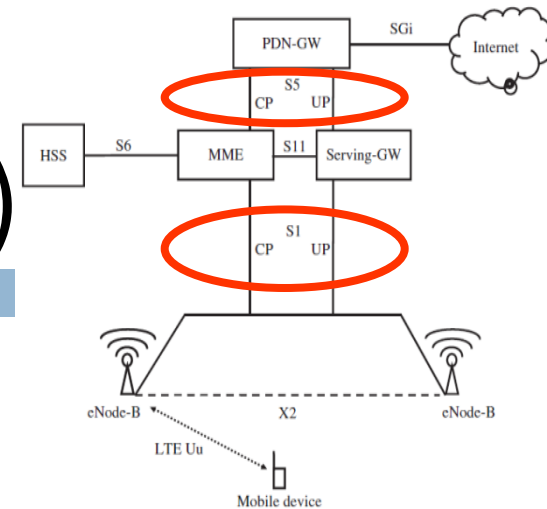 SGi
PDN-GW
Internet
S5
CP UP
HSS
S6
MME
S11
Serving-GW
S1
CP UP
eNode-B
X2
eNode-B
LTE Uu
Mobile device